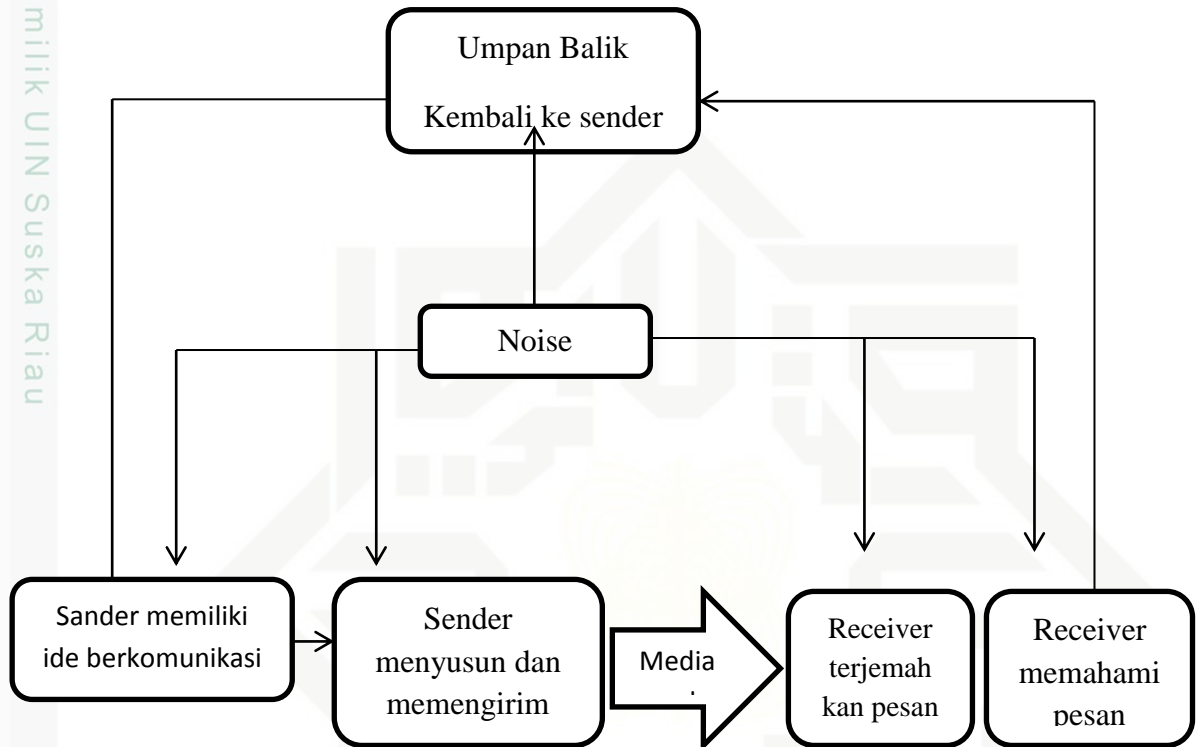 milik UIN Suska Riau
Umpan Balik
Kembali ke sender
Noise
Sander memiliki
ide berkomunikasi
Sender
menyusun dan
memengirim
Media
Receiver
terjemah
kan pesan
Receiver
memahami
pesan